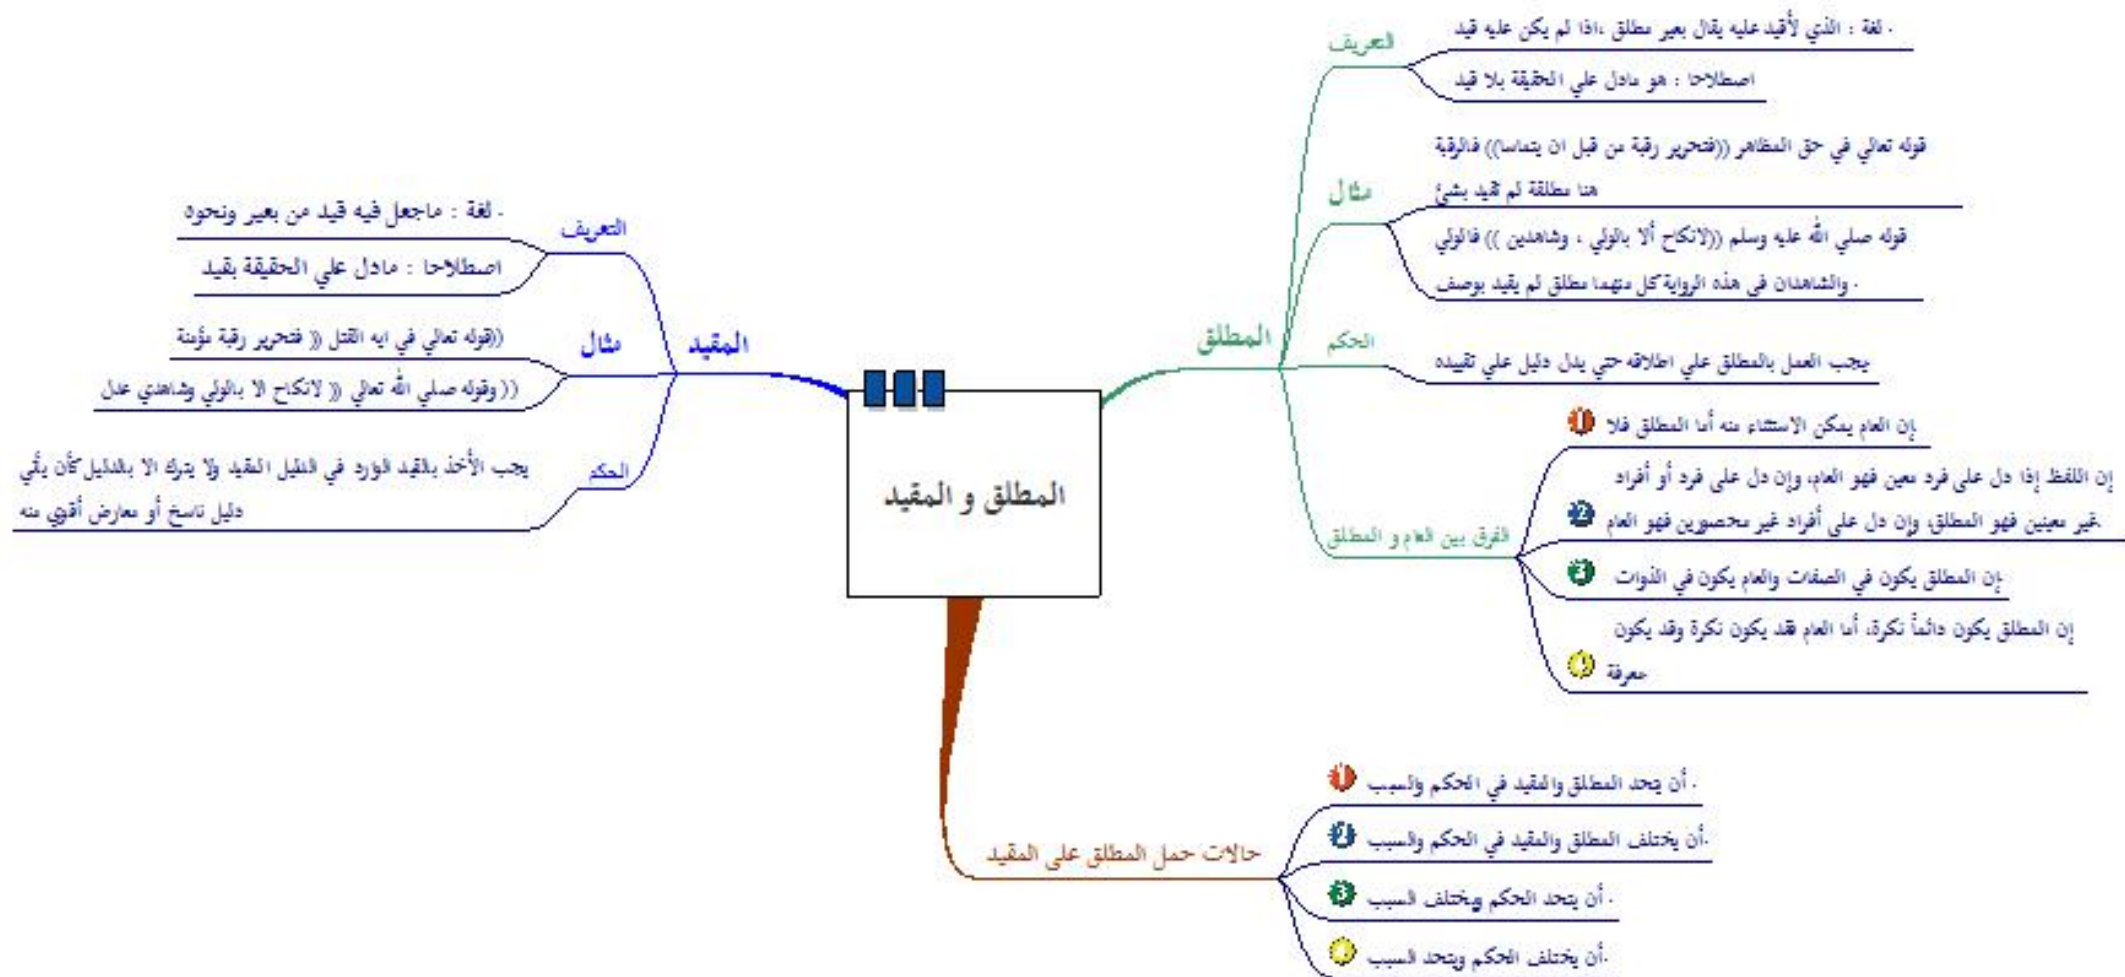 المطلق و المقيد
المطلق
التعريف
. لغة : الذي لأقيد عليه يقال بعير مطلق ،اذا لم يكن عليه قيد
اصطلاحا : هو مادل علي الحقيقة بلا قيد
مثال
قوله تعالي في حق المظاهر ((فتحرير رقبة من قبل ان يتماسا)) فالرقبة
هنا مطلقة لم تقيد بشئ
قوله صلي الله عليه وسلم ((لانكاح ألا بالولي ، وشاهدين )) فالولي
. والشاهدان في هذه الرواية كل منهما مطلق لم يقيد بوصف
الحكم
يجب العمل بالمطلق علي اطلاقه حتي يدل دليل علي تقييده
الفرق بين العام و المطلق
1 إن العام يمكن الاستثناء منه أما المطلق فلا
إن اللفظ إذا دل على فرد معين فهو العام، وإن دل على فرد أو أفراد
2 غير معينين فهو المطلق، وإن دل على أفراد غير محصورين فهو العام.
3 إن المطلق يكون في الصفات والعام يكون في الذوات
إن المطلق يكون دائماً نكرة، أما العام فقد يكون نكرة وقد يكون
4 معرفة
المقيد
التعريف
. لغة : ماجعل فيه قيد من بعير ونحوه
اصطلاحا : مادل علي الحقيقة بقيد
مثال
((قوله تعالي في ايه القتل (( فتحرير رقبة مؤمنة
(( وقوله صلي الله تعالي (( لانكاح الا بالولي وشاهدي عدل
الحكم
يجب الأخذ بالقيد الوارد في الدليل المقيد ولا يترك الا بالدليل كأن يأتي
دليل ناسخ أو معارض أقوي منه
حالات حمل المطلق على المقيد
1 أن يتحد المطلق والمقيد في الحكم والسبب .
2 أن يختلف المطلق والمقيد في الحكم والسبب.
3 أن يتحد الحكم ويختلف السبب .
4 أن يختلف الحكم ويتحد السبب.